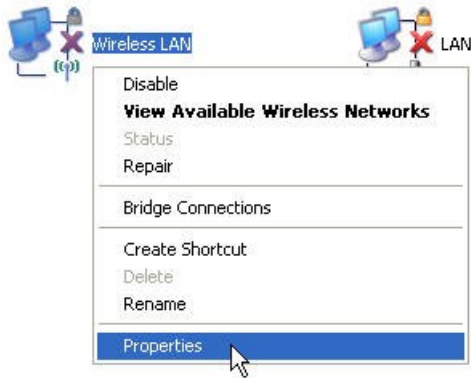 Wireless LAN
LAN
Disable
View Available Wireless Networks
Status
Repair
Bridge Connections
Create Shortcut
Delete
Rename
Properties